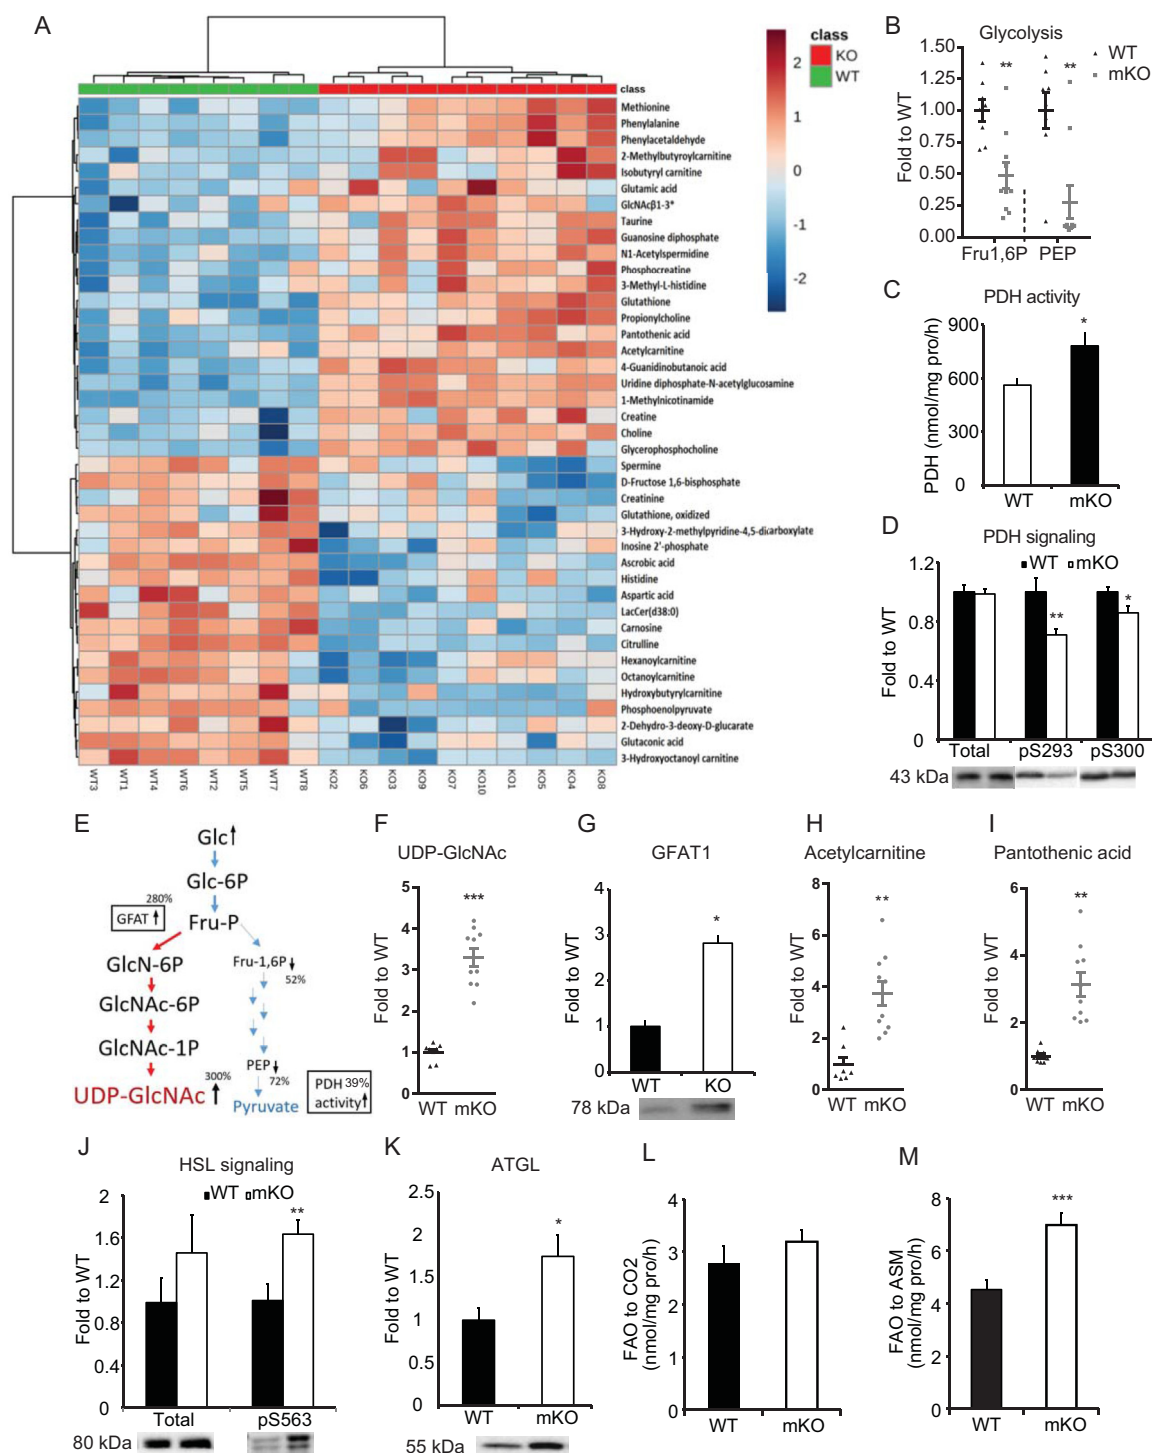 A
2
1
0
-1
-2
class
KO
WT
class
Methionine
Phenylalanine
Phenylacetaldehyde
2-Methylbutyroylcarnitine
Isobutyryl carnitine
Glutamic acid
GlcNAcβ1-3*
Taurine
Guanosine diphosphate
N1-Acetylspermidine
Phosphocreatine
3-Methyl-L-histidine
Glutathione
Propionylcholine
Pantothenic acid
Acetylcarnitine
4-Guanidinobutanoic acid
Uridine diphosphate-N-acetylglucosamine
1-Methylnicotinamide
Creatine
Choline
Glycerophosphocholine
Spermine
D-Fructose 1,6-bisphosphate
Creatinine
Glutathione, oxidized
3-Hydroxy-2-methylpyridine-4,5-dicarboxylate
Inosine 2'-phosphate
Ascrobic acid
Histidine
Aspartic acid
LacCer(d38:0)
Carnosine
Citrulline
Hexanoylcarnitine
Octanoylcarnitine
Hydroxybutyrylcarnitine
Phosphoenolpyruvate
2-Dehydro-3-deoxy-D-glucarate
Glutaconic acid
3-Hydroxyoctanoyl carnitine
WT3 WT1 WT4 WT6 WT2 WT5 WT7 WT8 KO2 KO6 KO3 KO9 KO7 KO10 KO1 KO5 KO4 KO8
B
Glycolysis
WT
mKO
Fold to WT
1.50
1.25
1.00
0.75
0.50
0.25
0.00
** **
Fru1,6P PEP
C
PDH activity
PDH (nmol/mg pro/h)
900
600
300
0
*
WT mKO
D
PDH signaling
WT mKO
Fold to WT
1.2
0.8
0.4
0
**
*
Total pS293 pS300
43 kDa
E
Glc
Glc-6P
280%
GFAT
Fru-P
GlcN-6P
Fru-1,6P
52%
GlcNAc-6P
GlcNAc-1P
PEP
72%
300%
UDP-GlcNAc
Pyruvate
PDH 39%
activity
F
UDP-GlcNAc
Fold to WT
5
4
3
2
1
0
***
WT mKO
G
GFAT1
Fold to WT
4
3
2
1
0
*
WT KO
78 kDa
H
Acetylcarnitine
Fold to WT
8
6
4
2
0
**
WT mKO
I
Pantothenic acid
Fold to WT
6
4
2
0
**
WT mKO
J
HSL signaling
WT mKO
Fold to WT
2
1.6
1.2
0.8
0.4
0
**
Total pS563
80 kDa
K
ATGL
Fold to WT
2.5
2
1.5
1
0.5
0
*
WT mKO
55 kDa
L
FAO to CO2
(nmol/mg pro/h)
4
3
2
1
0
WT mKO
M
FAO to ASM
(nmol/mg pro/h)
8
6
4
2
0
***
WT mKO